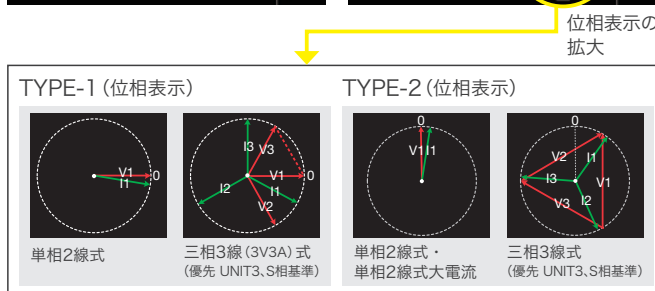 位相表示の
拡大
TYPE-1（位相表示）
TYPE-2（位相表示）
V1
0
I1
I3
V3
V1
0
I1
I2
V2
0
V1
I1
0
V2
I1
I3
V1
V3
I2
単相2線式
三相3線（3V3A）式
（優先 UNIT3、S相基準）
単相2線式・
単相2線式大電流
三相3線式
（優先 UNIT3、S相基準）